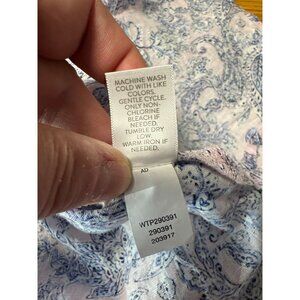 MACHINE WASH
COLD WITH LIKE
COLORS.
GENTLE CYCLE.
ONLY NON-
CHLORINE
BLEACH IF
NEEDED.
TUMBLE DRY
LOW.
WARM IRON IF
NEEDED.
AD
WTP290391
290391
203917